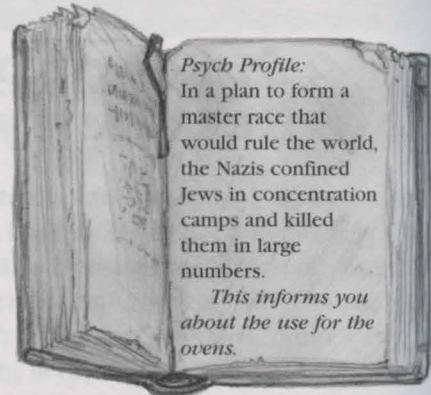 Psych Profile:
In a plan to form a
master race that
would rule the world,
the Nazis confined
Jews in concentration
camps and killed
them in large
numbers.
This informs you
about the use for the
ovens.